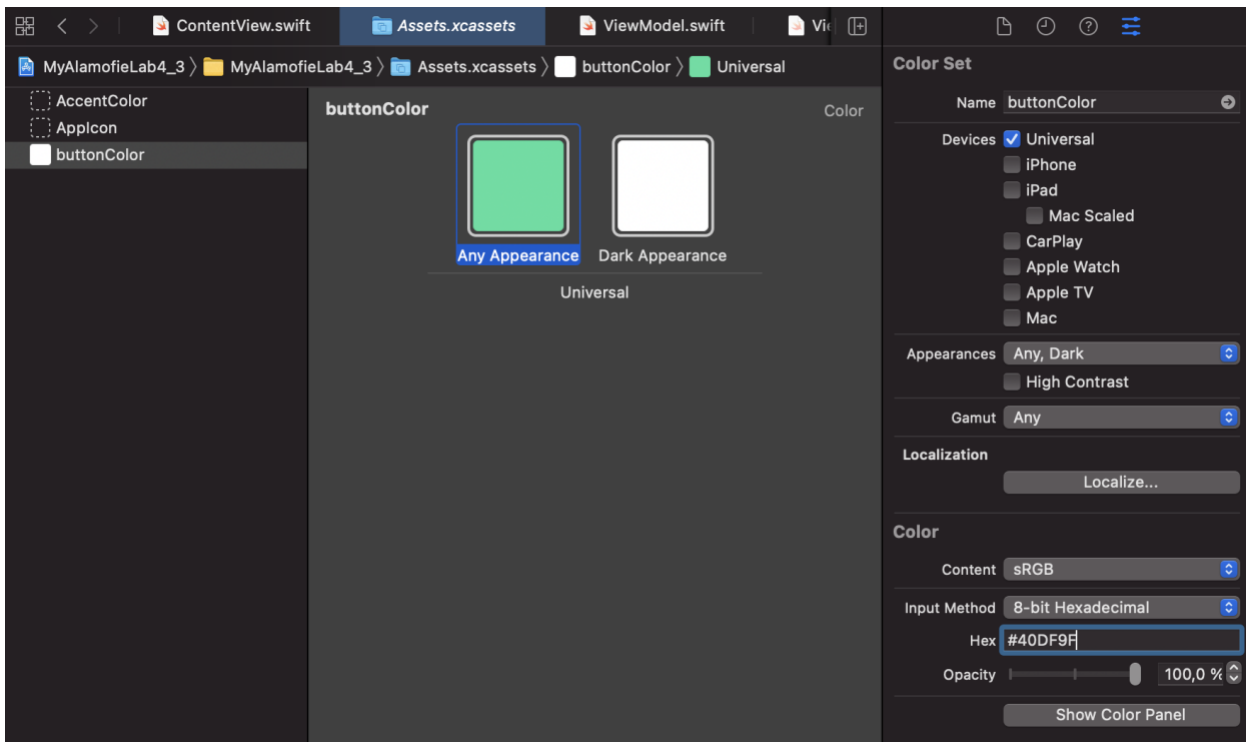 ContentView.swift
Assets.xcassets
ViewModel.swift
MyAlamofieLab4_3 〉 MyAlamofieLab4_3 〉 Assets.xcassets 〉 buttonColor 〉 Universal
AccentColor
AppIcon
buttonColor
buttonColor
Color
Any Appearance
Dark Appearance
Universal
Color Set
Name buttonColor
Devices Universal
iPhone
iPad
Mac Scaled
CarPlay
Apple Watch
Apple TV
Mac
Appearances Any, Dark
High Contrast
Gamut Any
Localization
Localize...
Color
Content sRGB
Input Method 8-bit Hexadecimal
Hex #40DF9F
Opacity 100,0 %
Show Color Panel